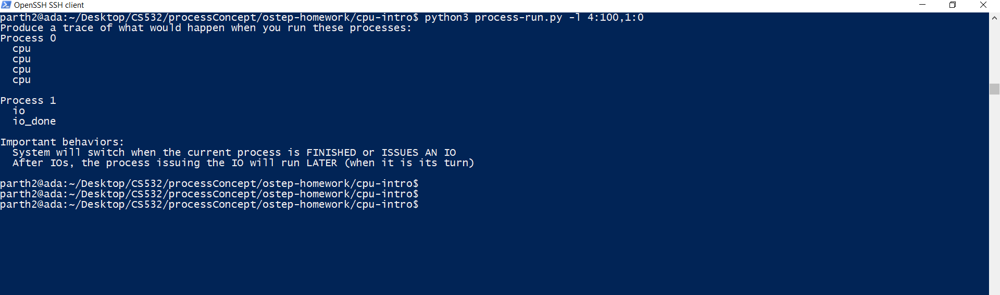 OpenSSH SSH client
parth2@ada:~/Desktop/CS532/processConcept/ostep-homework/cpu-intro$ python3 process-run.py -l 4:100,1:0
Produce a trace of what would happen when you run these processes:
Process 0
  cpu
  cpu
  cpu
  cpu
Process 1
  io
  io_done
Important behaviors:
  System will switch when the current process is FINISHED or ISSUES AN IO
  After IOs, the process issuing the IO will run LATER (when it is its turn)
parth2@ada:~/Desktop/CS532/processConcept/ostep-homework/cpu-intro$
parth2@ada:~/Desktop/CS532/processConcept/ostep-homework/cpu-intro$
parth2@ada:~/Desktop/CS532/processConcept/ostep-homework/cpu-intro$